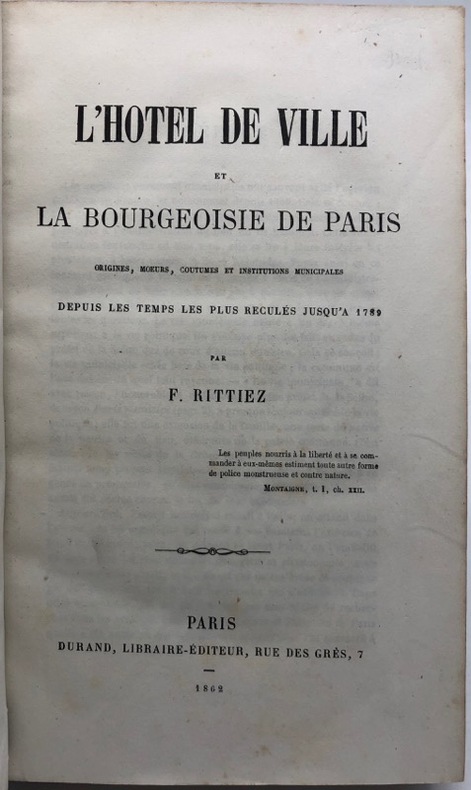 L'HOTEL DE VILLE
ET
LA BOURGEOISIE DE PARIS
ORIGINES, MŒURS, COUTUMES ET INSTITUTIONS MUNICIPALES
DEPUIS LES TEMPS LES PLUS RECULÉS JUSQU'A 1789
PAR
F. RITTIEZ
Les peuples nourris à la liberté et à se com-
mander à eux-mêmes estiment toute autre forme
de police monstrueuse et contre nature.
MONTAIGNE, t. I, ch. XXII.
PARIS
DURAND, LIBRAIRE-ÉDITEUR, RUE DES GRÉS, 7
1862